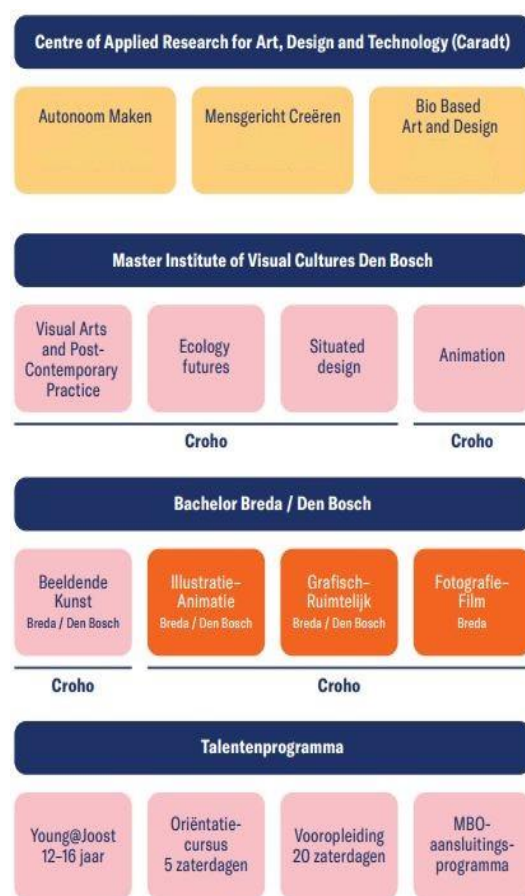 Centre of Applied Research for Art, Design and Technology (Caradt)
Autonoom Maken
Mensgericht Creëren
Bio Based
Art and Design
Master Institute of Visual Cultures Den Bosch
Visual Arts
and Post-
Contemporary
Practice
Ecology
futures
Situated
design
Animation
Croho
Croho
Bachelor Breda / Den Bosch
Beeldende
Kunst
Breda / Den Bosch
Illustratie–
Animatie
Breda / Den Bosch
Grafisch–
Ruimtelijk
Breda / Den Bosch
Fotografie–
Film
Breda
Croho
Croho
Talentenprogramma
Young@Joost
12–16 jaar
Oriëntatie-
cursus
5 zaterdagen
Vooropleiding
20 zaterdagen
MBO-
aansluitings-
programma